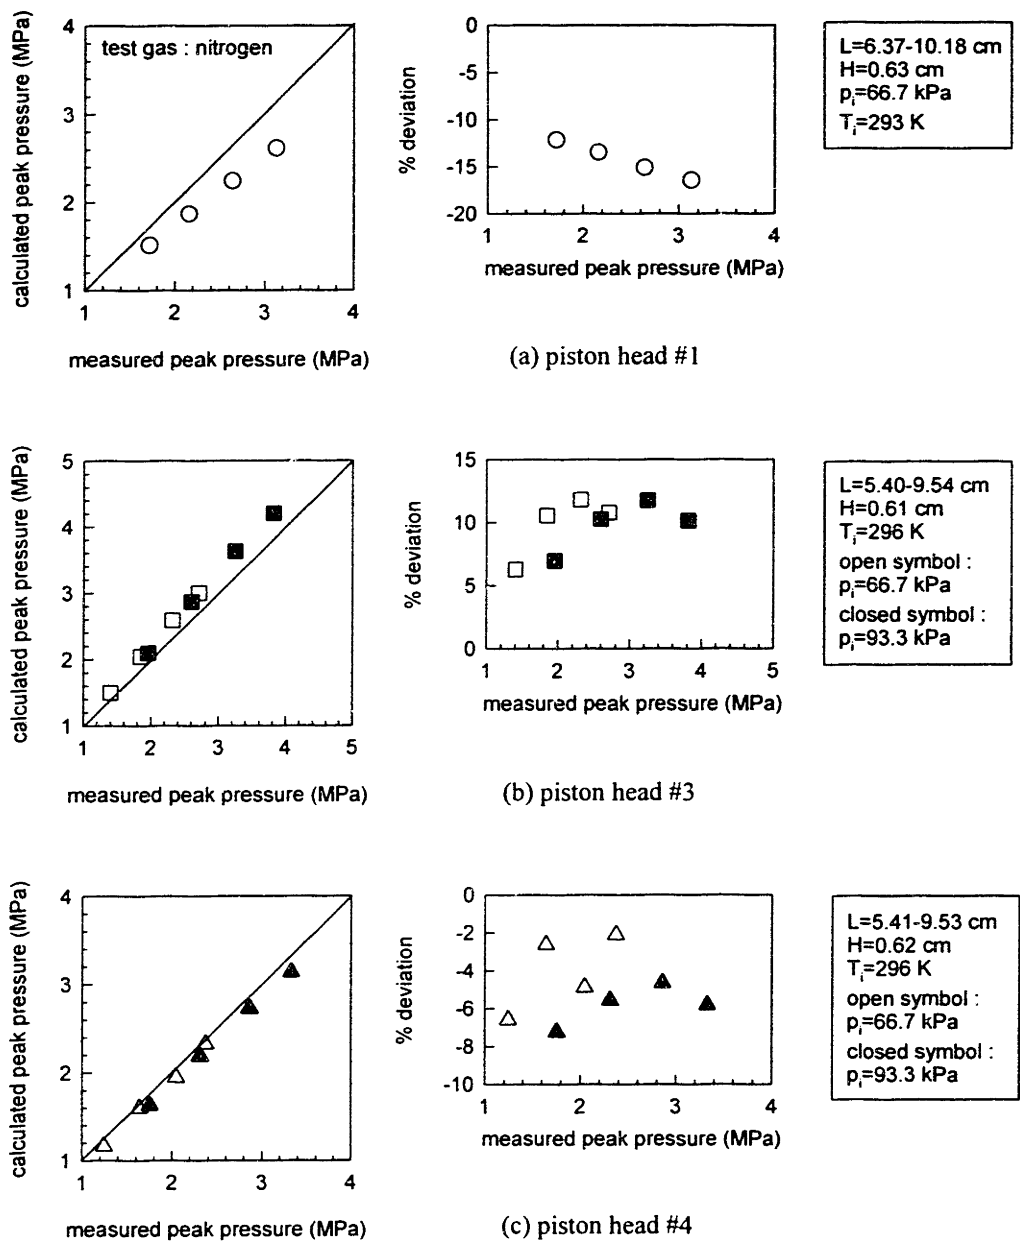 calculated peak pressure (MPa)
4
3
2
1
test gas : nitrogen
1 2 3 4
measured peak pressure (MPa)
% deviation
0
-5
-10
-15
-20
1 2 3 4
measured peak pressure (MPa)
L=6.37-10.18 cm
H=0.63 cm
pi=66.7 kPa
Ti=293 K
(a) piston head #1
calculated peak pressure (MPa)
5
4
3
2
1
1 2 3 4 5
measured peak pressure (MPa)
% deviation
15
10
5
0
1 2 3 4 5
measured peak pressure (MPa)
L=5.40-9.54 cm
H=0.61 cm
Ti=296 K
open symbol :
pi=66.7 kPa
closed symbol :
pi=93.3 kPa
(b) piston head #3
calculated peak pressure (MPa)
4
3
2
1
1 2 3 4
measured peak pressure (MPa)
% deviation
0
-2
-4
-6
-8
-10
1 2 3 4
measured peak pressure (MPa)
L=5.41-9.53 cm
H=0.62 cm
Ti=296 K
open symbol :
pi=66.7 kPa
closed symbol :
pi=93.3 kPa
(c) piston head #4